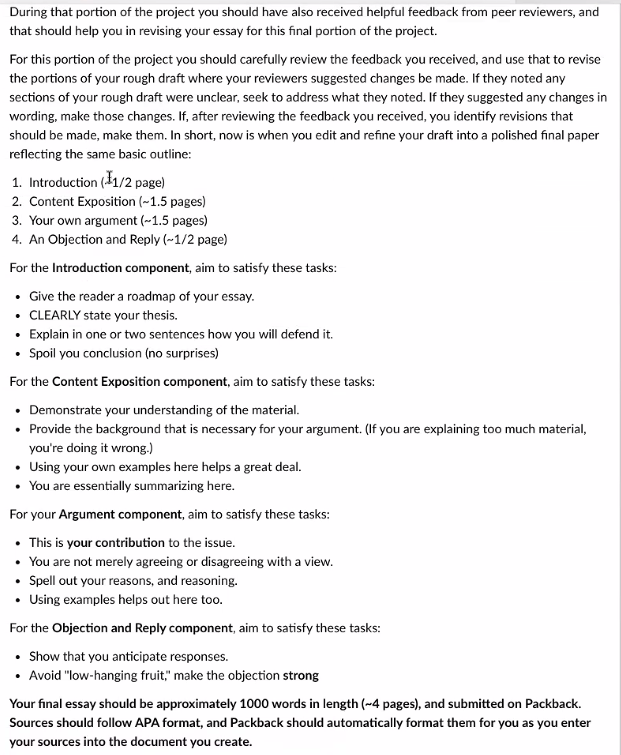 During that portion of the project you should have also received helpful feedback from peer reviewers, and
that should help you in revising your essay for this final portion of the project.
For this portion of the project you should carefully review the feedback you received, and use that to revise
the portions of your rough draft where your reviewers suggested changes be made. If they noted any
sections of your rough draft were unclear, seek to address what they noted. If they suggested any changes in
wording, make those changes. If, after reviewing the feedback you received, you identify revisions that
should be made, make them. In short, now is when you edit and refine your draft into a polished final paper
reflecting the same basic outline:
1. Introduction (~1/2 page)
2. Content Exposition (~1.5 pages)
3. Your own argument (~1.5 pages)
4. An Objection and Reply (~1/2 page)
For the Introduction component, aim to satisfy these tasks:
• Give the reader a roadmap of your essay.
• CLEARLY state your thesis.
• Explain in one or two sentences how you will defend it.
• Spoil you conclusion (no surprises)
For the Content Exposition component, aim to satisfy these tasks:
• Demonstrate your understanding of the material.
• Provide the background that is necessary for your argument. (If you are explaining too much material,
you're doing it wrong.)
• Using your own examples here helps a great deal.
• You are essentially summarizing here.
For your Argument component, aim to satisfy these tasks:
• This is your contribution to the issue.
• You are not merely agreeing or disagreeing with a view.
• Spell out your reasons, and reasoning.
• Using examples helps out here too.
For the Objection and Reply component, aim to satisfy these tasks:
• Show that you anticipate responses.
• Avoid "low-hanging fruit," make the objection strong
Your final essay should be approximately 1000 words in length (~4 pages), and submitted on Packback.
Sources should follow APA format, and Packback should automatically format them for you as you enter
your sources into the document you create.